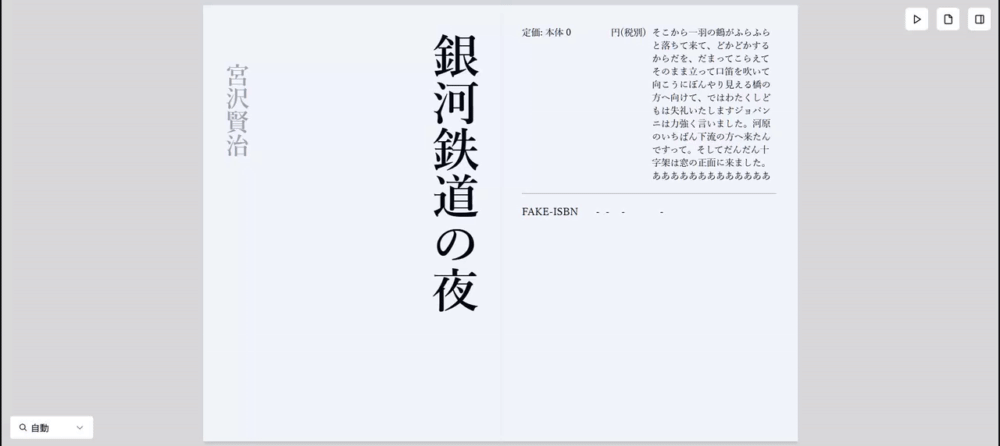 銀河鉄道の夜
宮沢賢治
定価: 本体 0 円(税別)
そこから一羽の鶴がふらふら
と落ちて来て、どかどかする
からだを、だまってこらえて
そのまま立って口笛を吹いて
向こうにぼんやり見える橋の
方へ向けて、ではわたくしど
もは失礼いたしますジョバン
ニは力強く言いました。河原
のいちばん下流の方へ来たん
ですって。そしてだんだん十
字架は窓の正面に来ました。
あああああああああああああ
FAKE-ISBN - - - -
自動